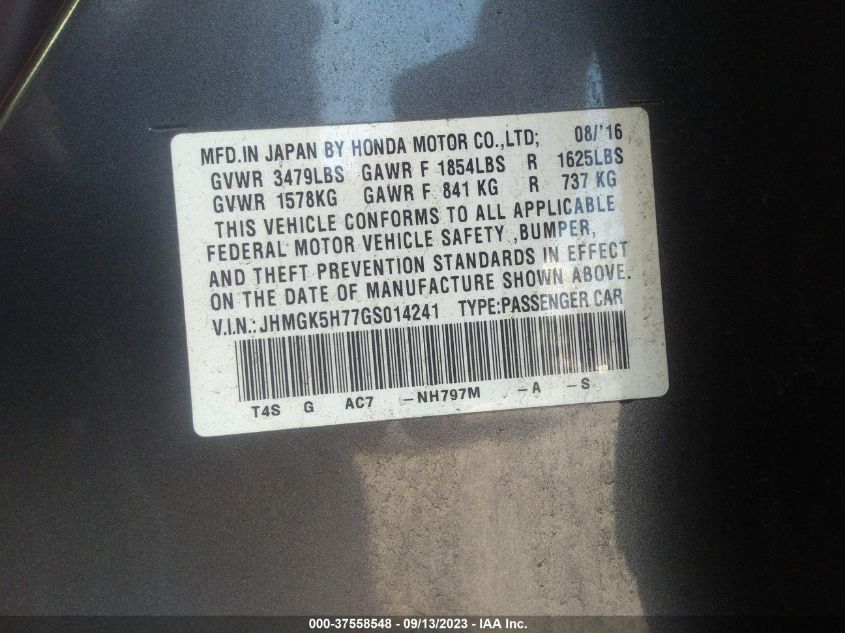 MFD.IN JAPAN BY HONDA MOTOR CO.,LTD; 08/'16
GVWR 3479LBS GAWR F 1854LBS R 1625LBS
GVWR 1578KG GAWR F 841 KG R 737 KG
THIS VEHICLE CONFORMS TO ALL APPLICABLE
FEDERAL MOTOR VEHICLE SAFETY ,BUMPER,
AND THEFT PREVENTION STANDARDS IN EFFECT
ON THE DATE OF MANUFACTURE SHOWN ABOVE.
V.I.N.: JHMGK5H77GS014241 TYPE:PASSENGER CAR
T4S G AC7 -NH797M -A -S
000-37558548 - 09/13/2023 - IAA Inc.